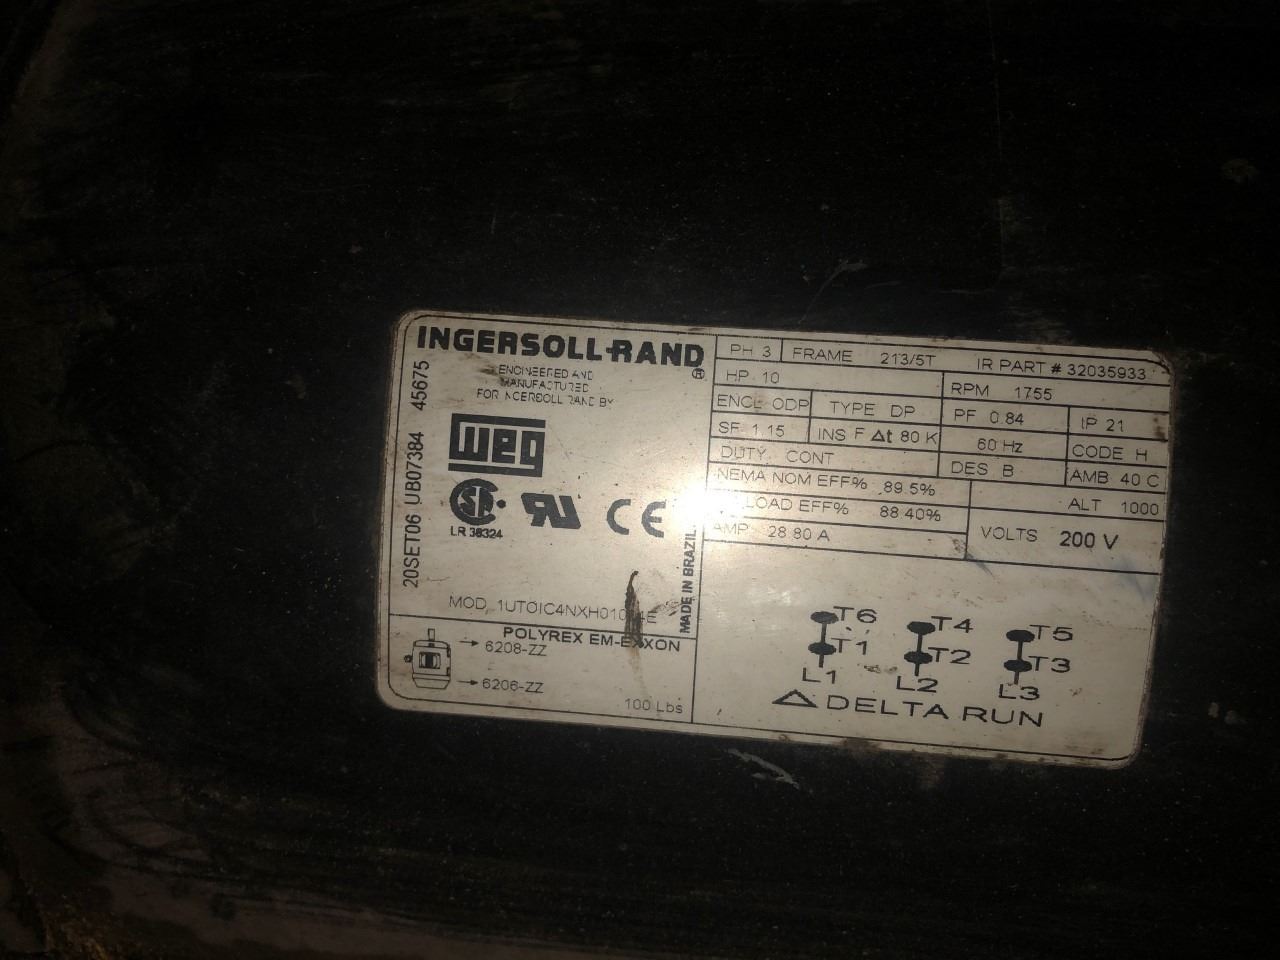 INGERSOLL-RAND®
ENGINEERED AND
MANUFACTURED
FOR INGERSOLL RAND BY
WEG
LR 38324
CE
MADE IN BRAZIL
20SET06 UB07384 45675
MOD.
POLYREX EM-EXXON
6208-ZZ
6206-ZZ
100 Lbs
PH 3 FRAME 213/5T IR PART # 32035933
HP 10 RPM 1755
ENCL ODP TYPE DP PF 0.84 IP 21
SF 1.15 INS F Δt 80 K 60 Hz CODE H
DUTY CONT DES B AMB 40 C
NEMA NOM EFF% 89.5% ALT 1000
LOAD EFF% 88.40%
AMP 28.80 A VOLTS 200 V
T6 T4 T5
T1 T2 T3
L1 L2 L3
Δ DELTA RUN